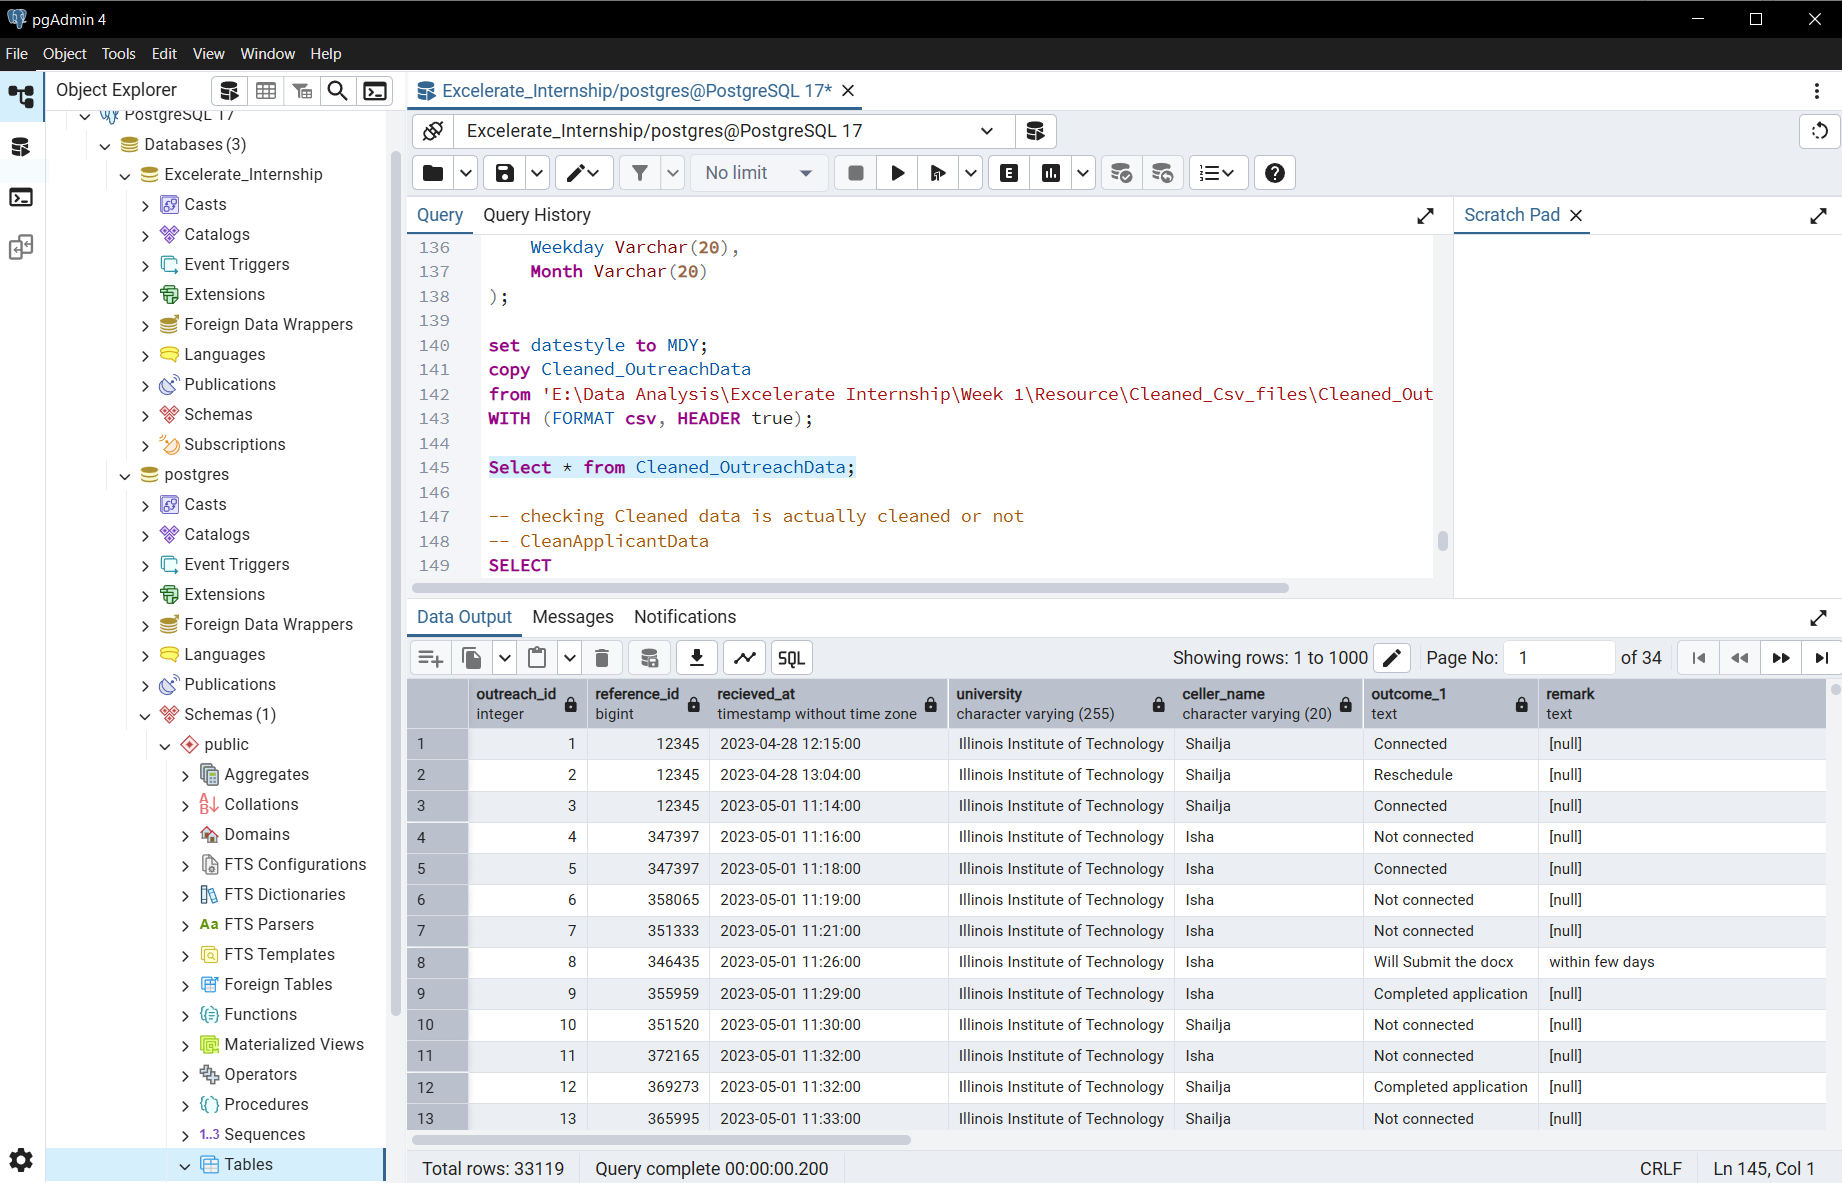 pgAdmin 4
File Object Tools Edit View Window Help
Object Explorer
PostgreSQL 17
Databases (3)
Excelerate_Internship
Casts
Catalogs
Event Triggers
Extensions
Foreign Data Wrappers
Languages
Publications
Schemas
Subscriptions
postgres
Casts
Catalogs
Event Triggers
Extensions
Foreign Data Wrappers
Languages
Publications
Schemas (1)
public
Aggregates
Collations
Domains
FTS Configurations
FTS Dictionaries
Aa FTS Parsers
FTS Templates
Foreign Tables
Functions
Materialized Views
Operators
Procedures
1..3 Sequences
Tables
Excelerate_Internship/postgres@PostgreSQL 17*
Excelerate_Internship/postgres@PostgreSQL 17
No limit
E
Query Query History
Scratch Pad
136 Weekday Varchar(20),
137 Month Varchar(20)
138 );
139
140 set datestyle to MDY;
141 copy Cleaned_OutreachData
142 from 'E:\Data Analysis\Excelerate Internship\Week 1\Resource\Cleaned_Csv_files\Cleaned_Out
143 WITH (FORMAT csv, HEADER true);
144
145 Select * from Cleaned_OutreachData;
146
147 -- checking Cleaned data is actually cleaned or not
148 -- CleanApplicantData
149 SELECT
Data Output Messages Notifications
SQL
Showing rows: 1 to 1000 Page No: 1 of 34
outreach_id reference_id recieved_at university celler_name outcome_1 remark
integer bigint timestamp without time zone character varying (255) character varying (20) text text
1 1 12345 2023-04-28 12:15:00 Illinois Institute of Technology Shailja Connected [null]
2 2 12345 2023-04-28 13:04:00 Illinois Institute of Technology Shailja Reschedule [null]
3 3 12345 2023-05-01 11:14:00 Illinois Institute of Technology Shailja Connected [null]
4 4 347397 2023-05-01 11:16:00 Illinois Institute of Technology Isha Not connected [null]
5 5 347397 2023-05-01 11:18:00 Illinois Institute of Technology Isha Connected [null]
6 6 358065 2023-05-01 11:19:00 Illinois Institute of Technology Isha Not connected [null]
7 7 351333 2023-05-01 11:21:00 Illinois Institute of Technology Isha Not connected [null]
8 8 346435 2023-05-01 11:26:00 Illinois Institute of Technology Isha Will Submit the docx within few days
9 9 355959 2023-05-01 11:29:00 Illinois Institute of Technology Isha Completed application [null]
10 10 351520 2023-05-01 11:30:00 Illinois Institute of Technology Shailja Not connected [null]
11 11 372165 2023-05-01 11:32:00 Illinois Institute of Technology Isha Not connected [null]
12 12 369273 2023-05-01 11:32:00 Illinois Institute of Technology Shailja Completed application [null]
13 13 365995 2023-05-01 11:33:00 Illinois Institute of Technology Shailja Not connected [null]
Total rows: 33119 Query complete 00:00:00.200 CRLF Ln 145, Col 1